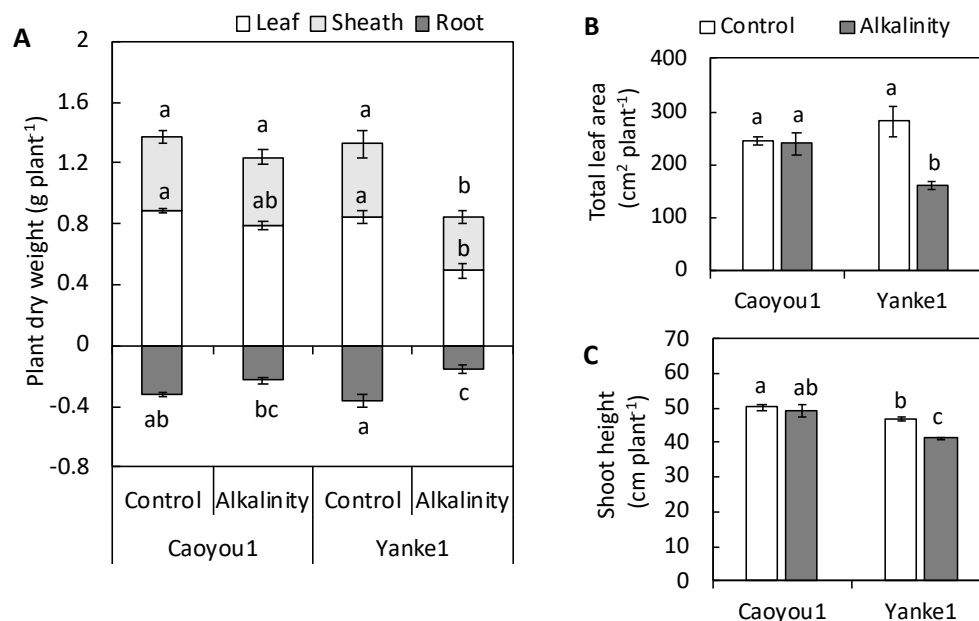 A
Leaf Sheath Root
Plant dry weight (g plant⁻¹)
2
1.6
1.2
0.8
0.4
0
-0.4
-0.8
a a a b
a ab a b
ab bc a c
Control Alkalinity Control Alkalinity
Caoyou1 Yanke1
B
Control Alkalinity
Total leaf area
(cm² plant⁻¹)
400
300
200
100
0
a a a b
Caoyou1 Yanke1
C
Shoot height
(cm plant⁻¹)
70
60
50
40
30
20
10
0
a ab b c
Caoyou1 Yanke1